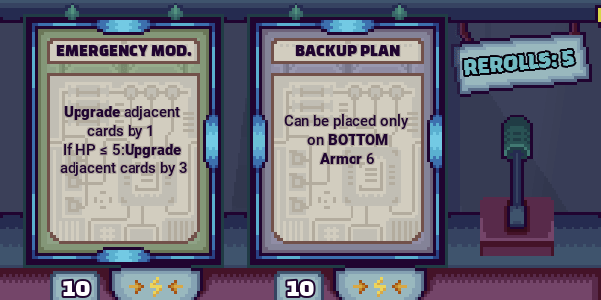 EMERGENCY MOD.
Upgrade adjacent
cards by 1
If HP ≤ 5:Upgrade
adjacent cards by 3
10
BACKUP PLAN
Can be placed only
on BOTTOM
Armor 6
10
REROLLS: 5